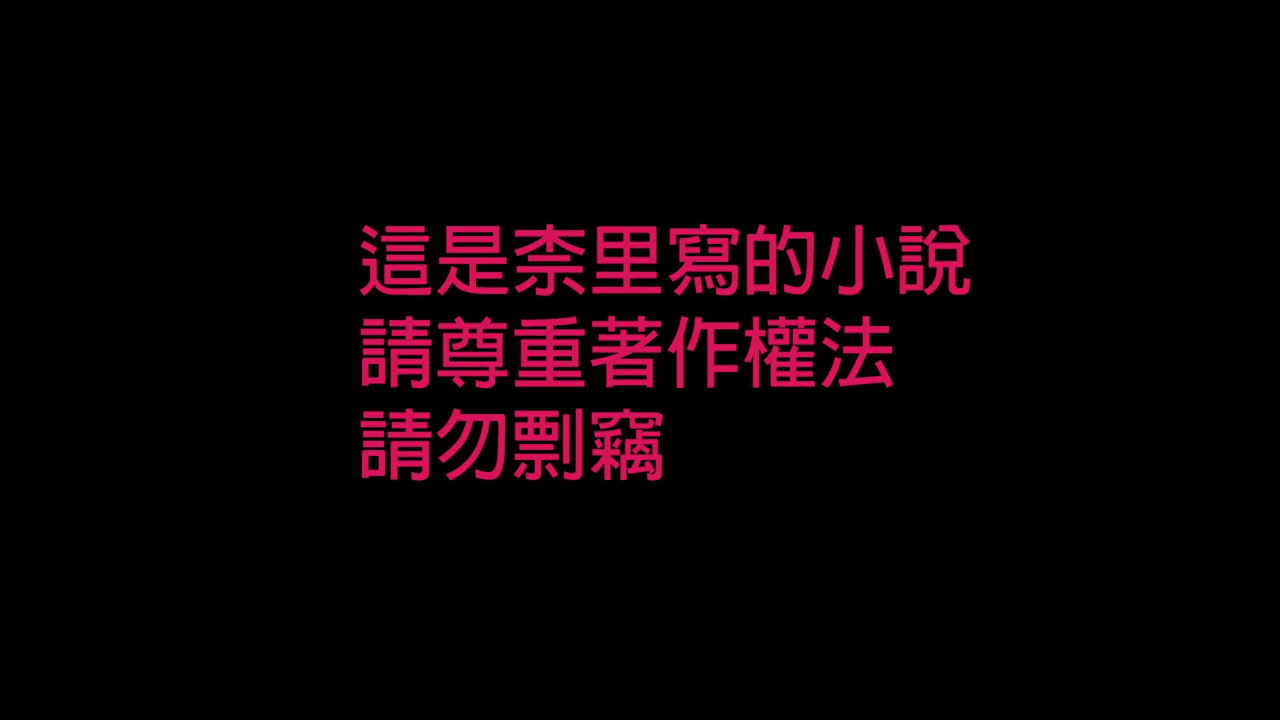 這是柰里寫的小說
請尊重著作權法
請勿剽竊